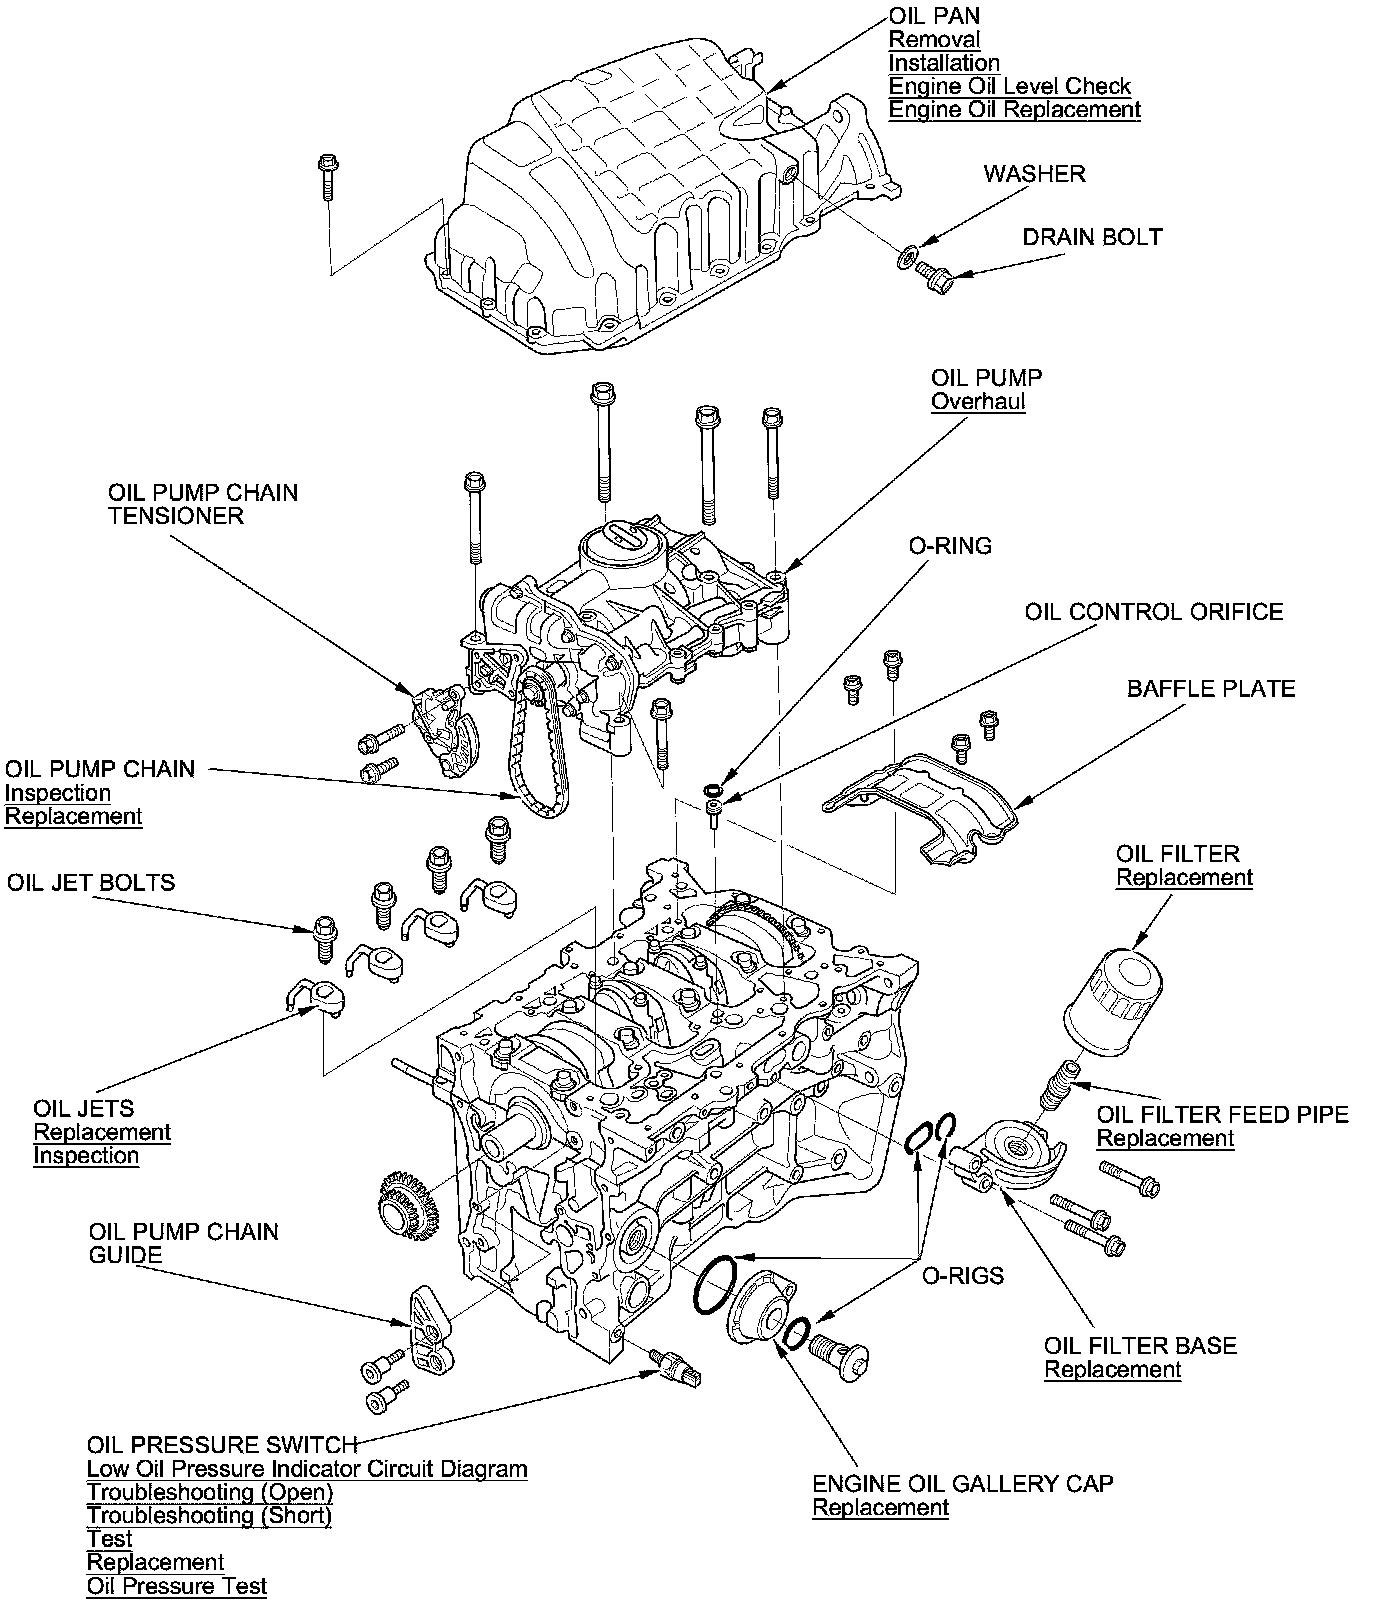 OIL PAN
Removal
Installation
Engine Oil Level Check
Engine Oil Replacement
WASHER
DRAIN BOLT
OIL PUMP
Overhaul
OIL PUMP CHAIN
TENSIONER
O-RING
OIL CONTROL ORIFICE
BAFFLE PLATE
OIL PUMP CHAIN
Inspection
Replacement
OIL FILTER
Replacement
OIL JET BOLTS
OIL JETS
Replacement
Inspection
OIL FILTER FEED PIPE
Replacement
OIL PUMP CHAIN
GUIDE
O-RIGS
OIL FILTER BASE
Replacement
OIL PRESSURE SWITCH
Low Oil Pressure Indicator Circuit Diagram
Troubleshooting (Open)
Troubleshooting (Short)
Test
Replacement
Oil Pressure Test
ENGINE OIL GALLERY CAP
Replacement